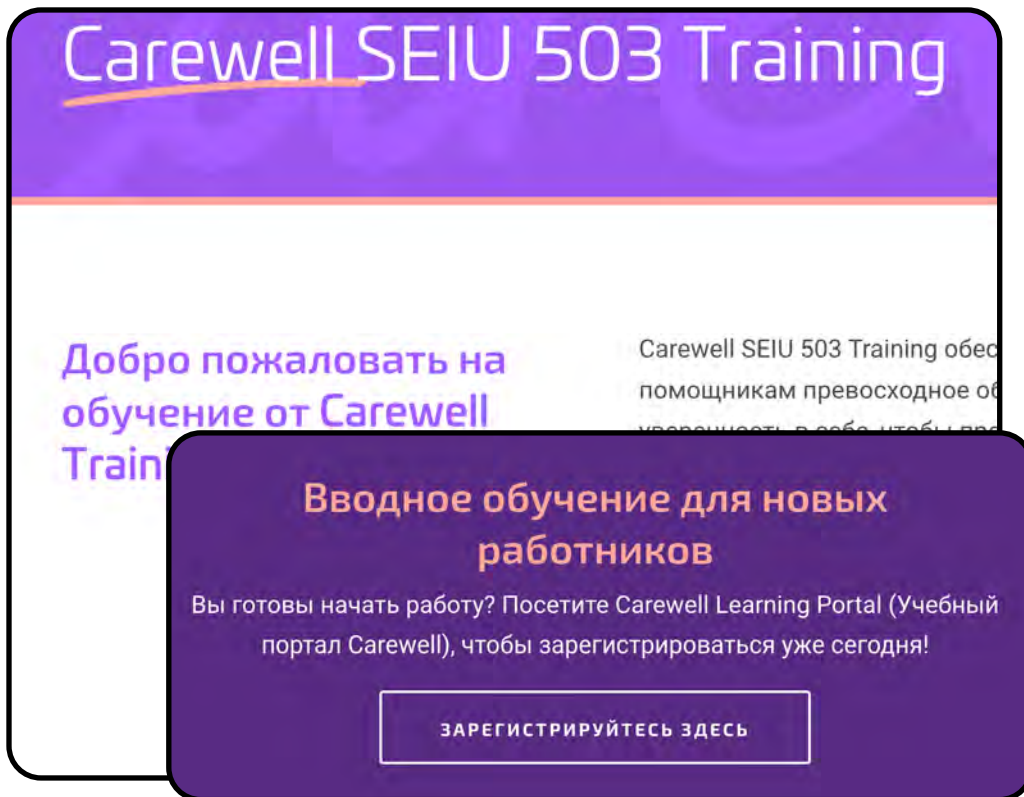 Carewell SEIU 503 Training
Добро пожаловать на
обучение от Carewell
Carewell SEIU 503 Training
помощникам превосходное
Вводное обучение для новых
работников
Вы готовы начать работу? Посетите Carewell Learning Portal (Учебный
портал Carewell), чтобы зарегистрироваться уже сегодня!
ЗАРЕГИСТРИРУЙТЕСЬ ЗДЕСЬ